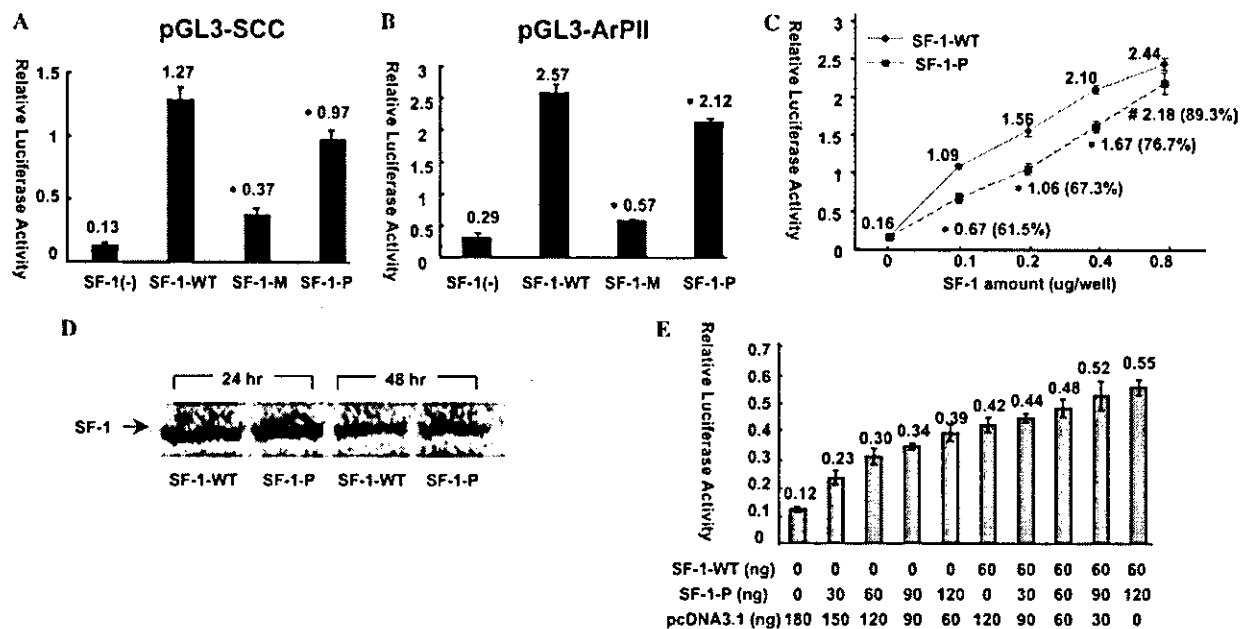 A
pGL3-SCC
Relative Luciferase Activity
1.5
1
0.5
0
0.13
1.27
* 0.37
* 0.97
SF-1(-) SF-1-WT SF-1-M SF-1-P
B
pGL3-ArPII
Relative Luciferase Activity
3
2.5
2
1.5
1
0.5
0
0.29
2.57
* 0.57
* 2.12
SF-1(-) SF-1-WT SF-1-M SF-1-P
C
Relative Luciferase Activity
3
2.5
2
1.5
1
0.5
0
SF-1-WT
SF-1-P
0.16
1.09
1.56
2.10
2.44
* 0.67 (61.5%)
* 1.06 (67.3%)
* 1.67 (76.7%)
# 2.18 (89.3%)
0 0.1 0.2 0.4 0.8
SF-1 amount (ug/well)
D
24 hr 48 hr
SF-1
SF-1-WT SF-1-P SF-1-WT SF-1-P
E
Relative Luciferase Activity
0.7
0.6
0.5
0.4
0.3
0.2
0.1
0
0.12 0.23 0.30 0.34 0.39 0.42 0.44 0.48 0.52 0.55
SF-1-WT (ng) 0 0 0 0 0 60 60 60 60 60
SF-1-P (ng) 0 30 60 90 120 0 30 60 90 120
pcDNA3.1 (ng) 180 150 120 90 60 120 90 60 30 0